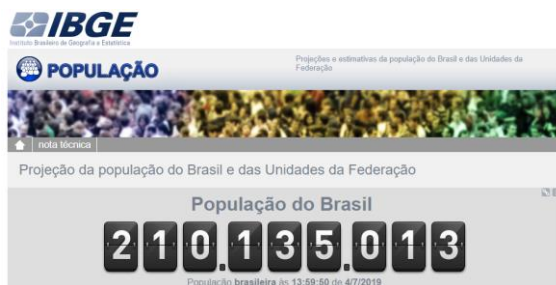 IBGE
Instituto Brasileiro de Geografia e Estatística
POPULAÇÃO
Projeções e estimativas da população do Brasil e das Unidades da
Federação
nota técnica
Projeção da população do Brasil e das Unidades da Federação
População do Brasil
210.135.013
População brasileira às 13:59:50 de 4/7/2019